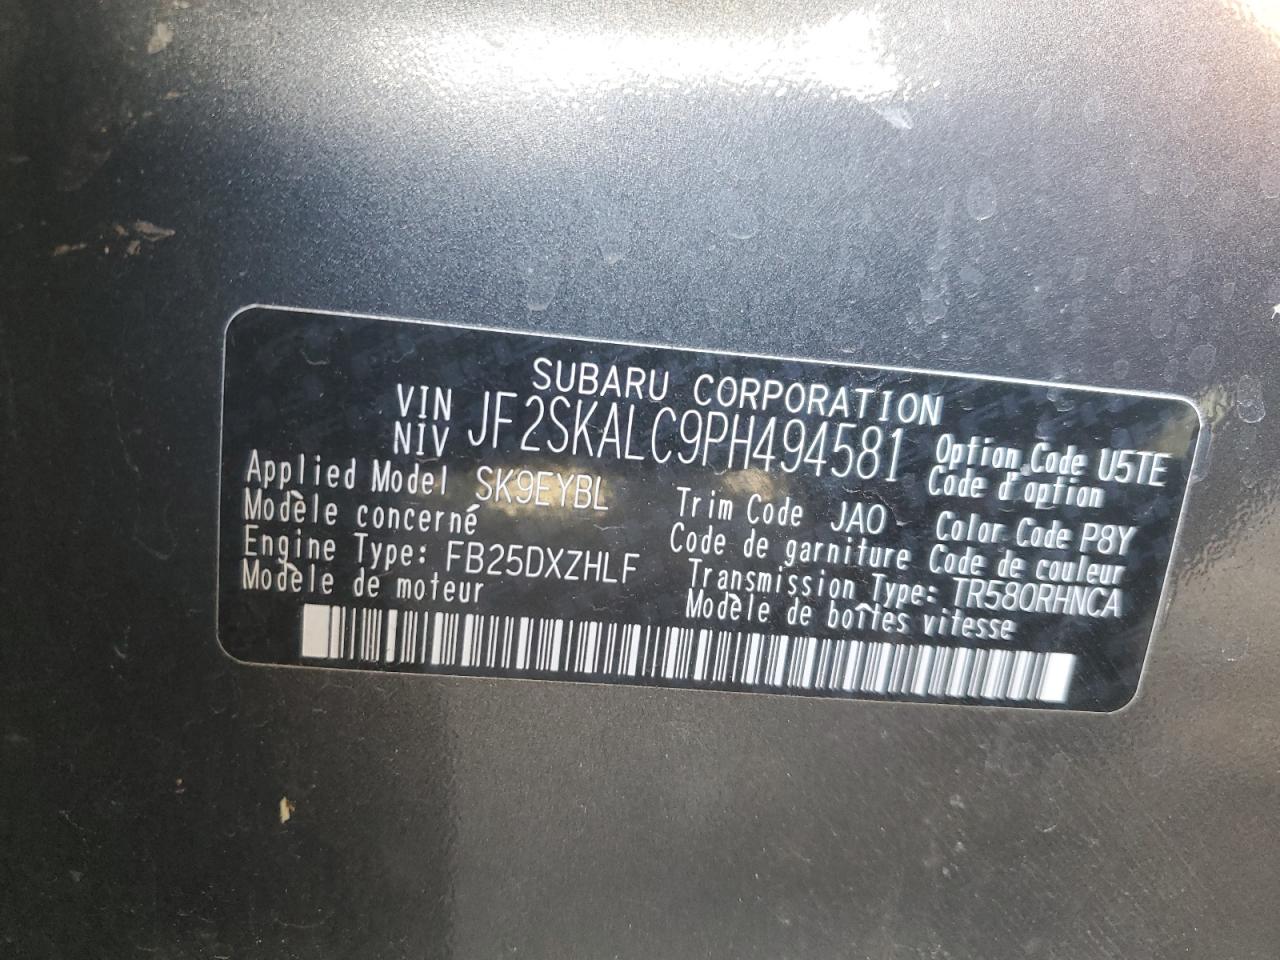 SUBARU CORPORATION
VIN
NIV JF2SKALC9PH494581
Option Code U5TE
Code d'option
Applied Model SK9EYBL
Modèle concerné
Trim Code JAO
Code de garniture
Color Code P8Y
Code de couleur
Engine Type: FB25DXZHLF
Modèle de moteur
Transmission Type: TR580RHNCA
Modèle de boîtes vitesse